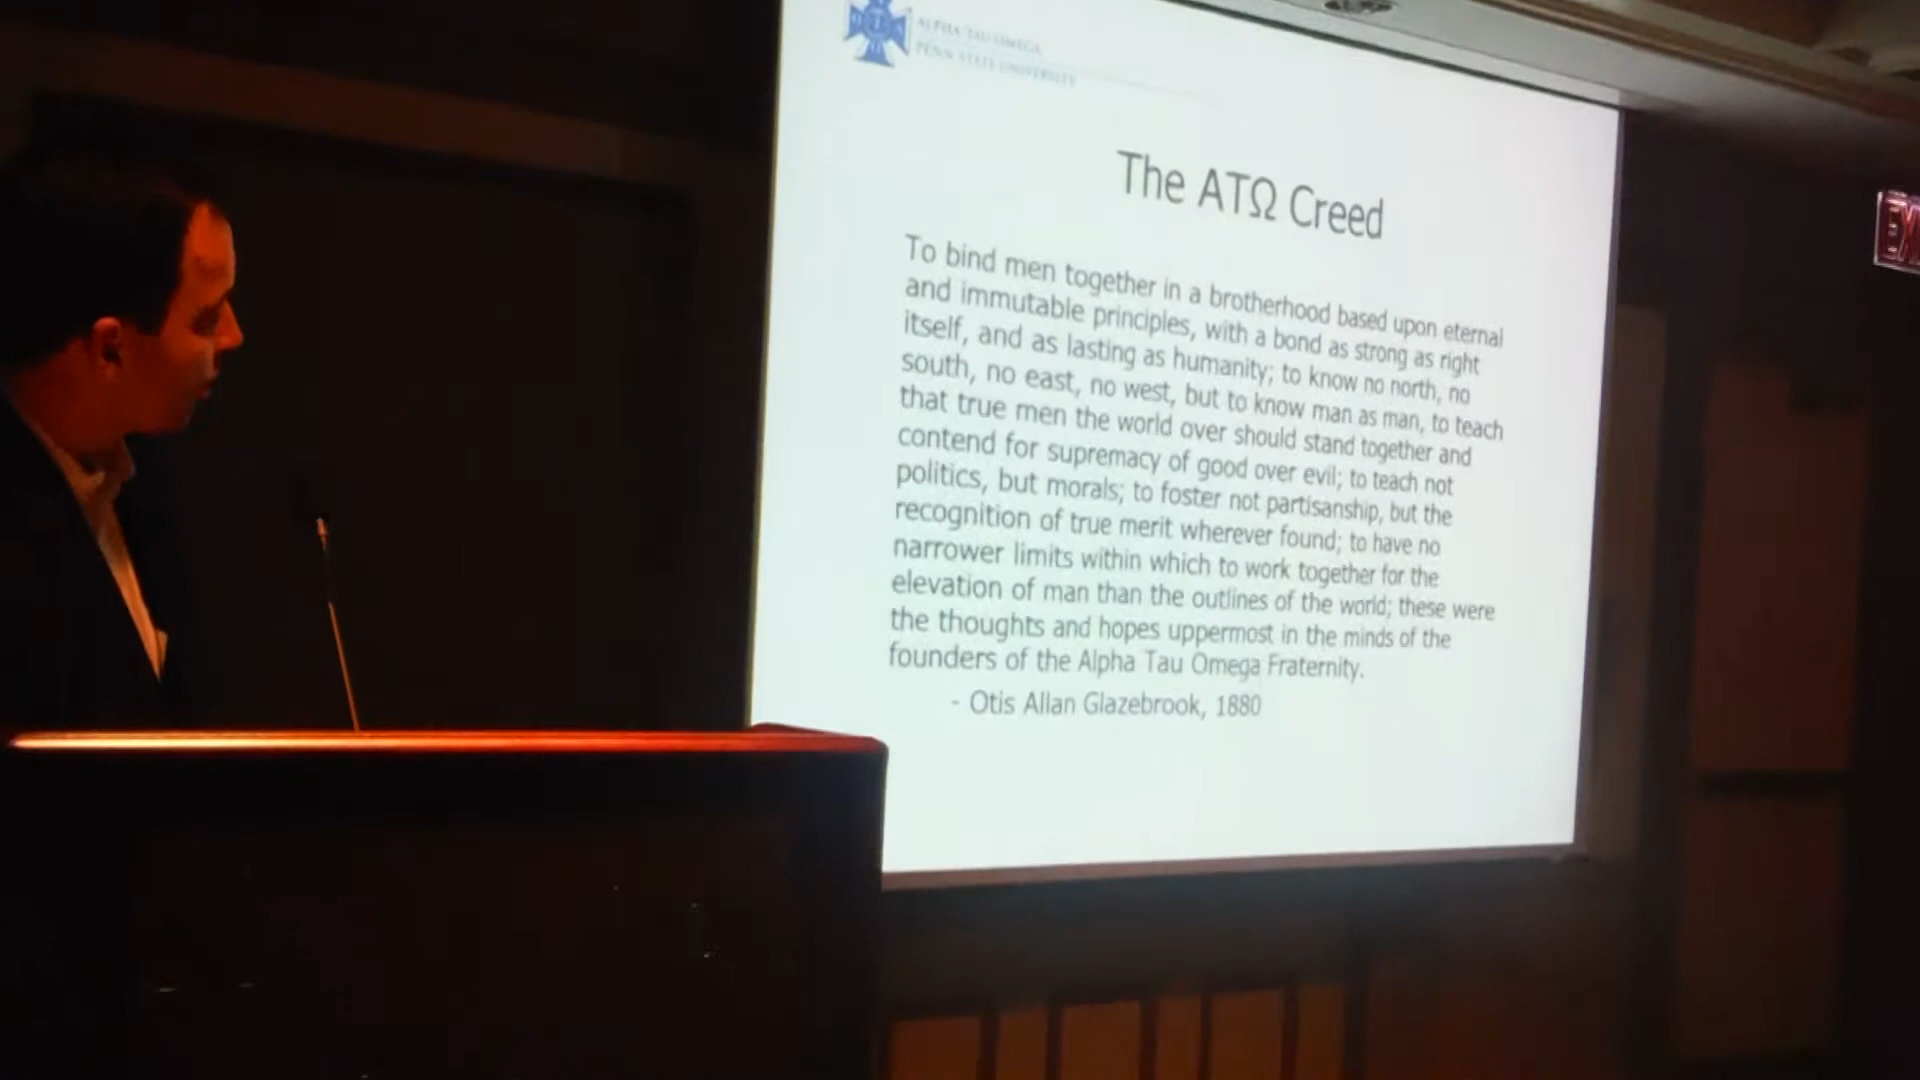 ALPHA TAU OMEGA
PENN STATE UNIVERSITY
The ATΩ Creed
To bind men together in a brotherhood based upon eternal
and immutable principles, with a bond as strong as right
itself, and as lasting as humanity; to know no north, no
south, no east, no west, but to know man as man, to teach
that true men the world over should stand together and
contend for supremacy of good over evil; to teach not
politics, but morals; to foster not partisanship, but the
recognition of true merit wherever found; to have no
narrower limits within which to work together for the
elevation of man than the outlines of the world; these were
the thoughts and hopes uppermost in the minds of the
founders of the Alpha Tau Omega Fraternity.
- Otis Allan Glazebrook, 1880